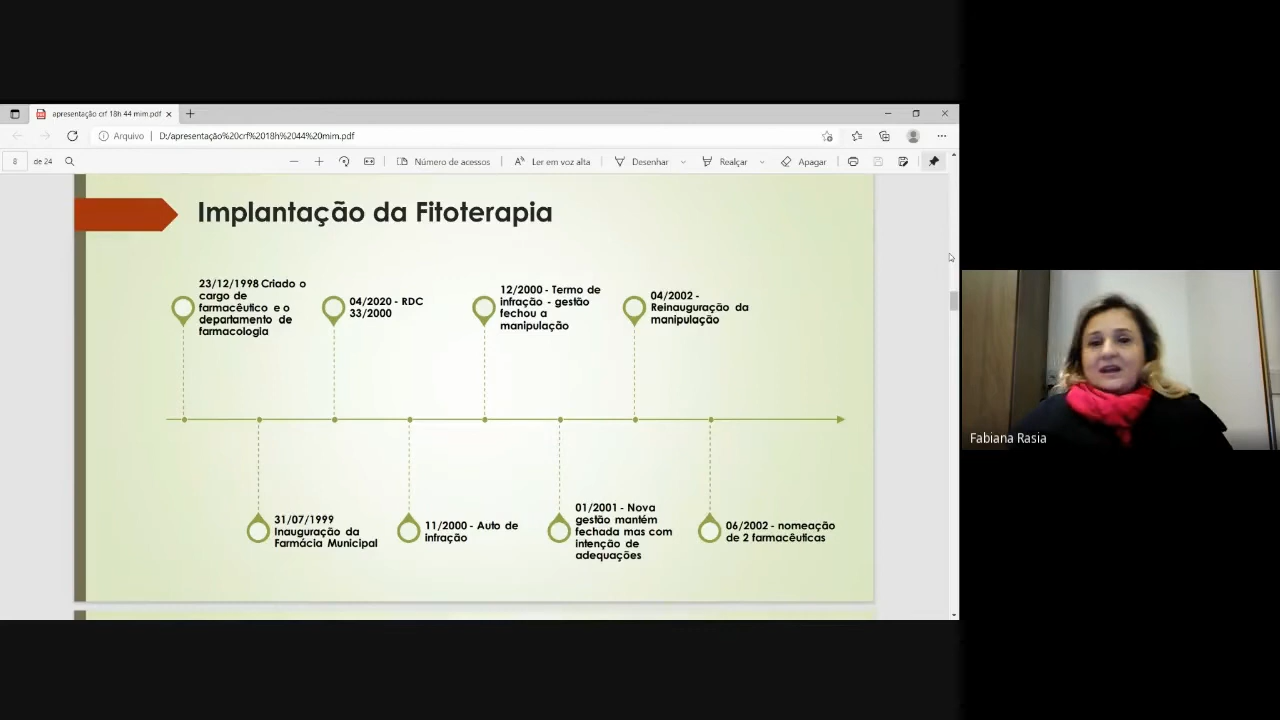 apresentação crf 18h 44 mim.pdf
Arquivo
D:/apresentação%20crf%2018h%2044%20mim.pdf
8
de 24
Número de acessos
Ler em voz alta
Desenhar
Realçar
Apagar
Implantação da Fitoterapia
23/12/1998 Criado o
cargo de
farmacêutico e o
departamento de
farmacologia
04/2020 - RDC
33/2000
12/2000 - Termo de
infração - gestão
fechou a
manipulação
04/2002 -
Reinauguração da
manipulação
31/07/1999
Inauguração da
Farmácia Municipal
11/2000 - Auto de
infração
01/2001 - Nova
gestão mantém
fechada mas com
intenção de
adequações
06/2002 - nomeação
de 2 farmacêuticas
Fabiana Rasia